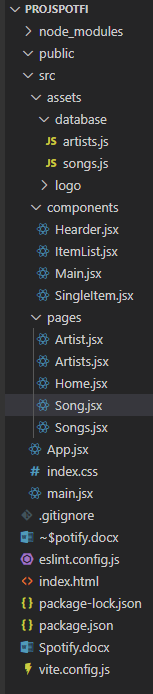 PROJSPOTFI
node_modules
public
src
assets
database
JS artists.js
JS songs.js
logo
components
Hearder.jsx
ItemList.jsx
Main.jsx
SingleItem.jsx
pages
Artist.jsx
Artists.jsx
Home.jsx
Song.jsx
Songs.jsx
App.jsx
# index.css
main.jsx
.gitignore
~$potify.docx
eslint.config.js
<> index.html
{} package-lock.json
{} package.json
Spotify.docx
vite.config.js